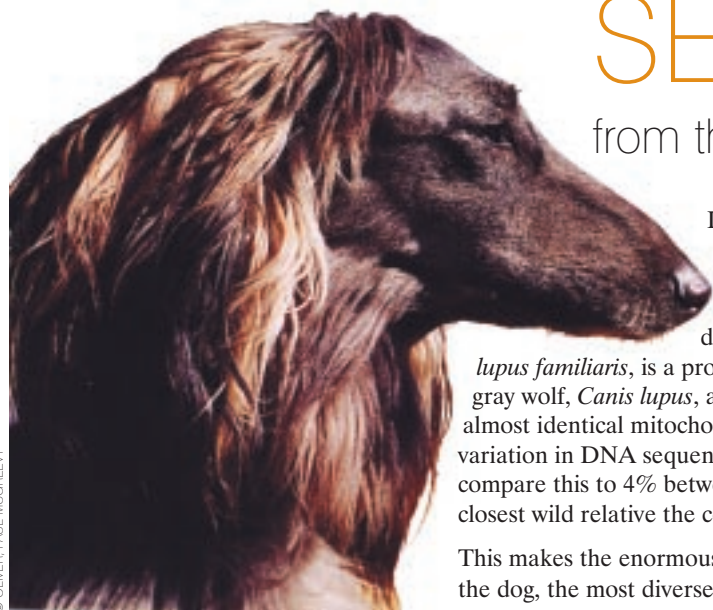 SE
from th
I
d
lupus familiaris, is a pro
gray wolf, Canis lupus, a
almost identical mitocho
variation in DNA sequen
compare this to 4% betw
closest wild relative the c
This makes the enormous
the dog, the most diverse